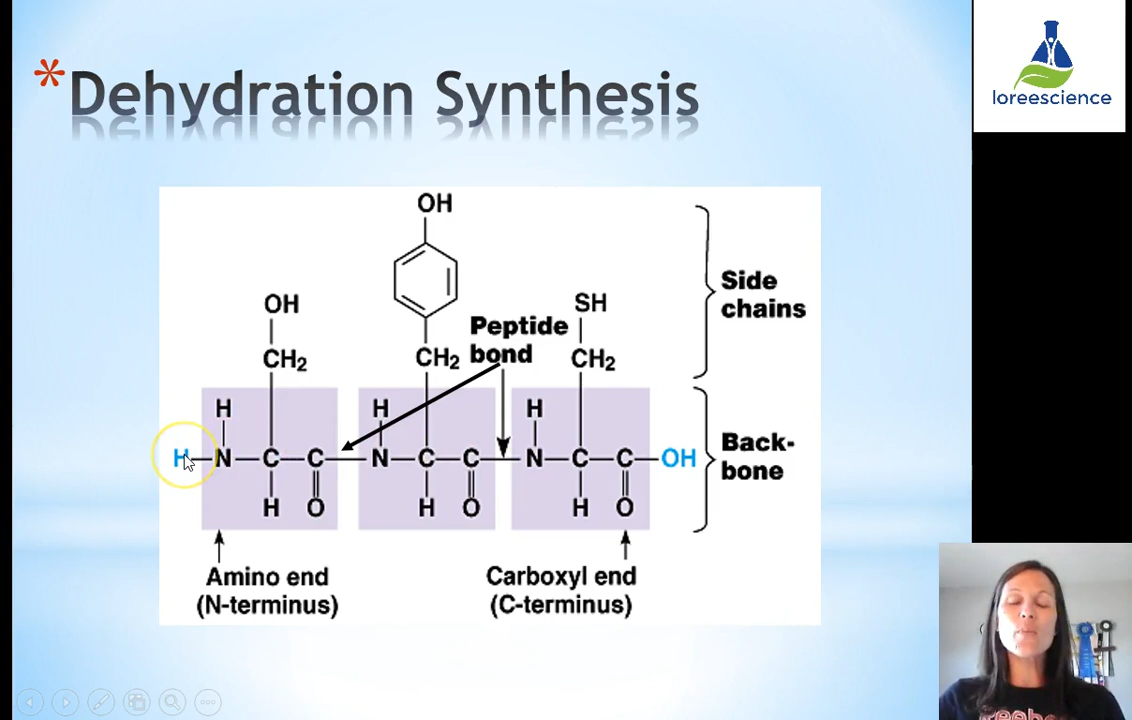 * Dehydration Synthesis
loreescience
OH
OH
CH2
CH2
SH
CH2
Peptide
bond
Side
chains
H
H
H
H–N–C–C–N–C–C–N–C–C–OH
H O H O H O
Back-
bone
Amino end
(N-terminus)
Carboxyl end
(C-terminus)